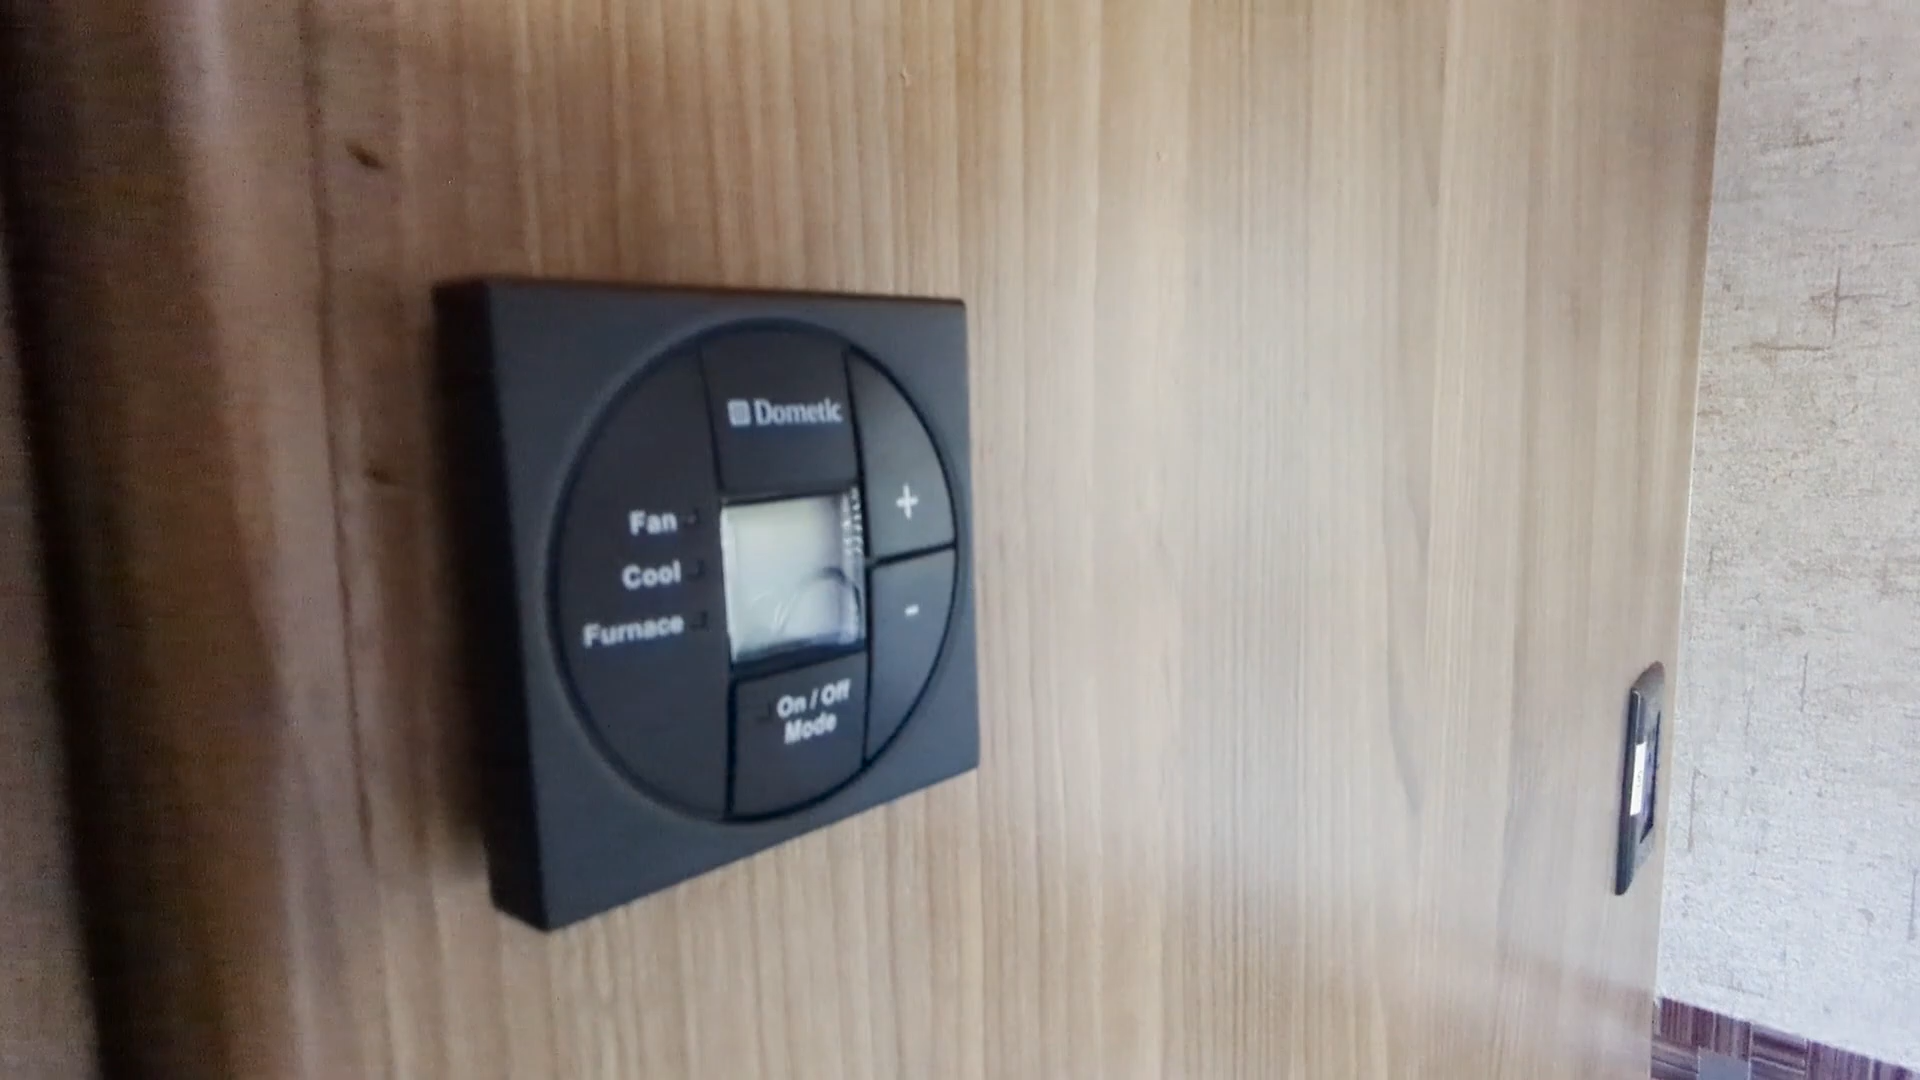 Dometic
+
Fan
Cool
-
Furnace
On / Off
Mode